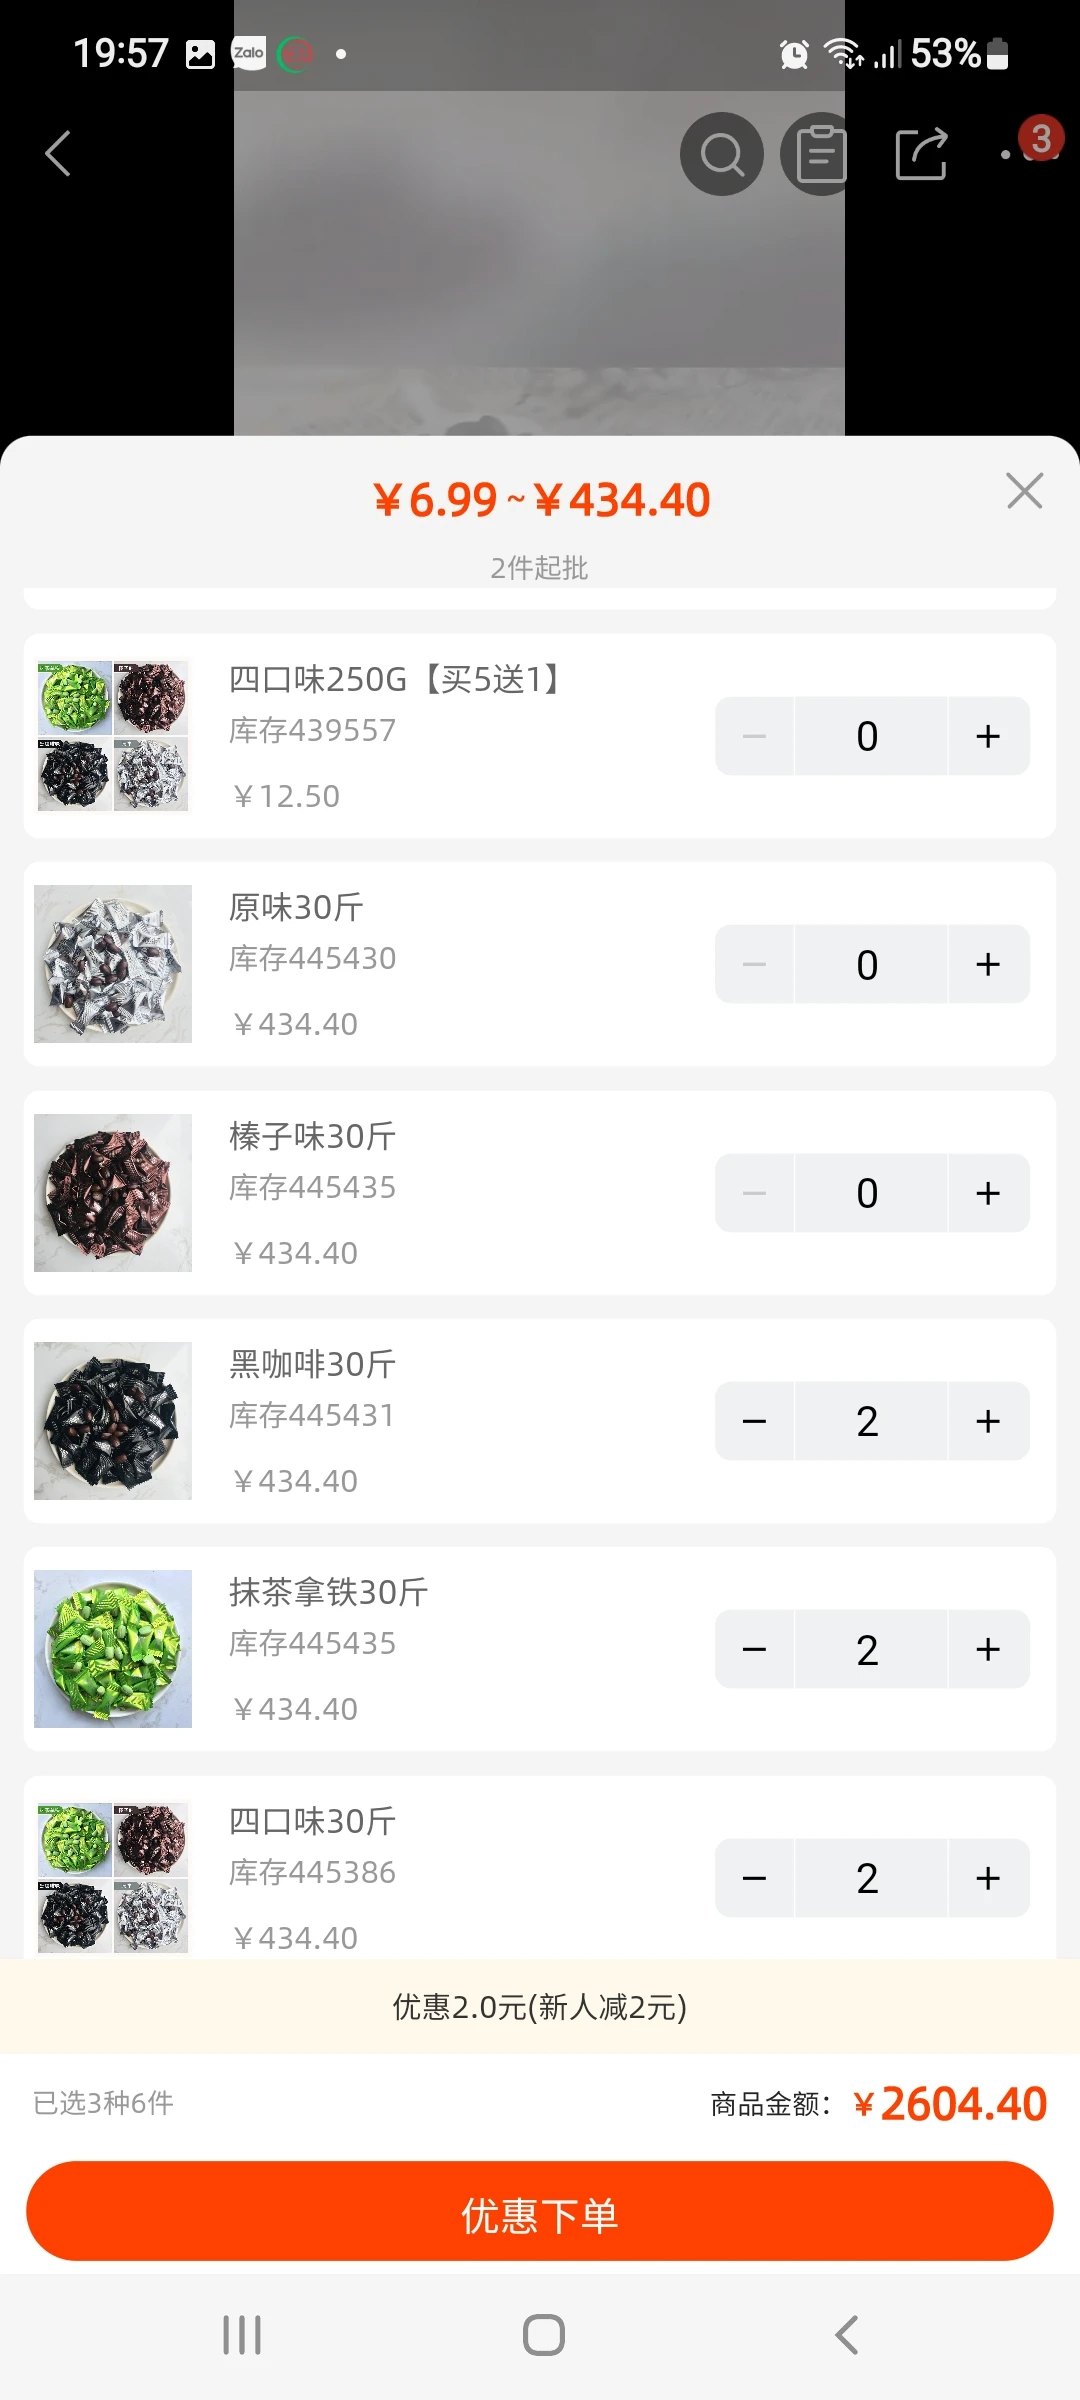 19:57 Zalo 53%
3
￥6.99~￥434.40
2件起批
四口味250G【买5送1】
库存439557
￥12.50
0
原味30斤
库存445430
￥434.40
0
榛子味30斤
库存445435
￥434.40
0
黑咖啡30斤
库存445431
￥434.40
2
抹茶拿铁30斤
库存445435
￥434.40
2
四口味30斤
库存445386
￥434.40
2
优惠2.0元(新人减2元)
已选3种6件
商品金额：￥2604.40
优惠下单